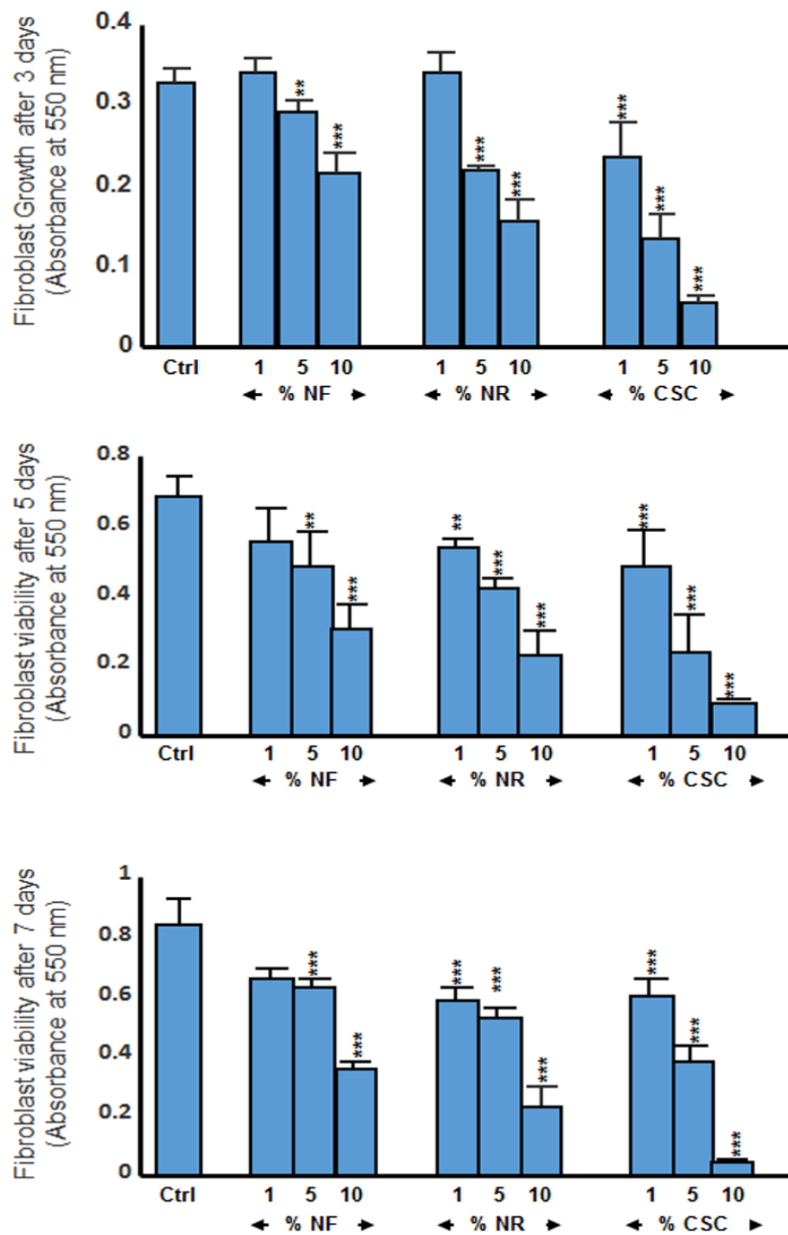 Fibroblast Growth after 3 days
(Absorbance at 550 nm)
0.4
0.3
0.2
0.1
0
** *** *** *** *** *** ***
Ctrl 1 5 10 1 5 10 1 5 10
% NF % NR % CSC
Fibroblast viability after 5 days
(Absorbance at 550 nm)
0.8
0.6
0.4
0.2
0
** *** ** *** *** *** *** ***
Ctrl 1 5 10 1 5 10 1 5 10
% NF % NR % CSC
Fibroblast viability after 7 days
(Absorbance at 550 nm)
1
0.8
0.6
0.4
0.2
0
*** *** *** *** *** *** *** ***
Ctrl 1 5 10 1 5 10 1 5 10
% NF % NR % CSC